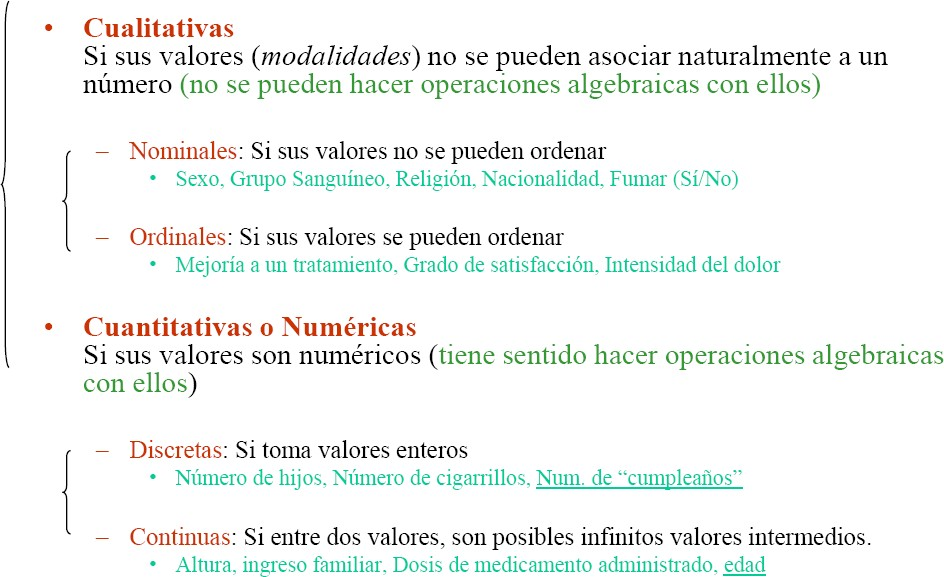 • Cualitativas
Si sus valores (modalidades) no se pueden asociar naturalmente a un
número (no se pueden hacer operaciones algebraicas con ellos)
– Nominales: Si sus valores no se pueden ordenar
• Sexo, Grupo Sanguíneo, Religión, Nacionalidad, Fumar (Sí/No)
– Ordinales: Si sus valores se pueden ordenar
• Mejoría a un tratamiento, Grado de satisfacción, Intensidad del dolor
• Cuantitativas o Numéricas
Si sus valores son numéricos (tiene sentido hacer operaciones algebraicas
con ellos)
– Discretas: Si toma valores enteros
• Número de hijos, Número de cigarrillos, Num. de “cumpleaños”
– Continuas: Si entre dos valores, son posibles infinitos valores intermedios.
• Altura, ingreso familiar, Dosis de medicamento administrado, edad